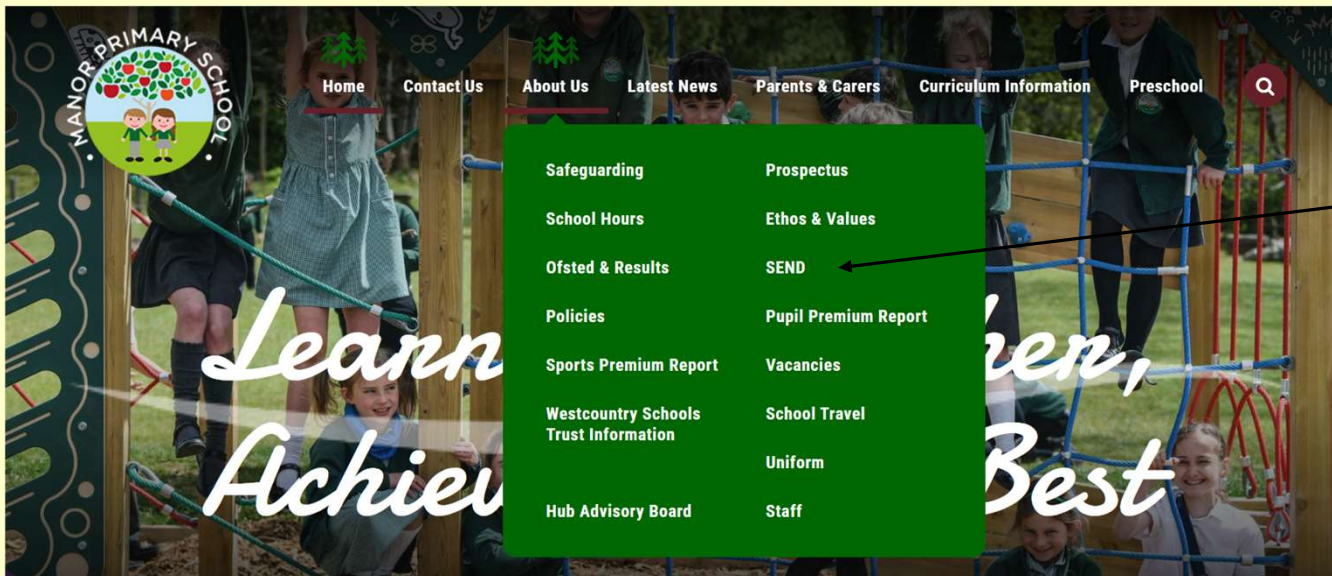 MANOR PRIMARY SCHOOL
Home Contact Us About Us Latest News Parents & Carers Curriculum Information Preschool
Safeguarding Prospectus
School Hours Ethos & Values
Ofsted & Results SEND
Policies Pupil Premium Report
Sports Premium Report Vacancies
Westcountry Schools School Travel
Trust Information
Uniform
Hub Advisory Board Staff
Learn
Best